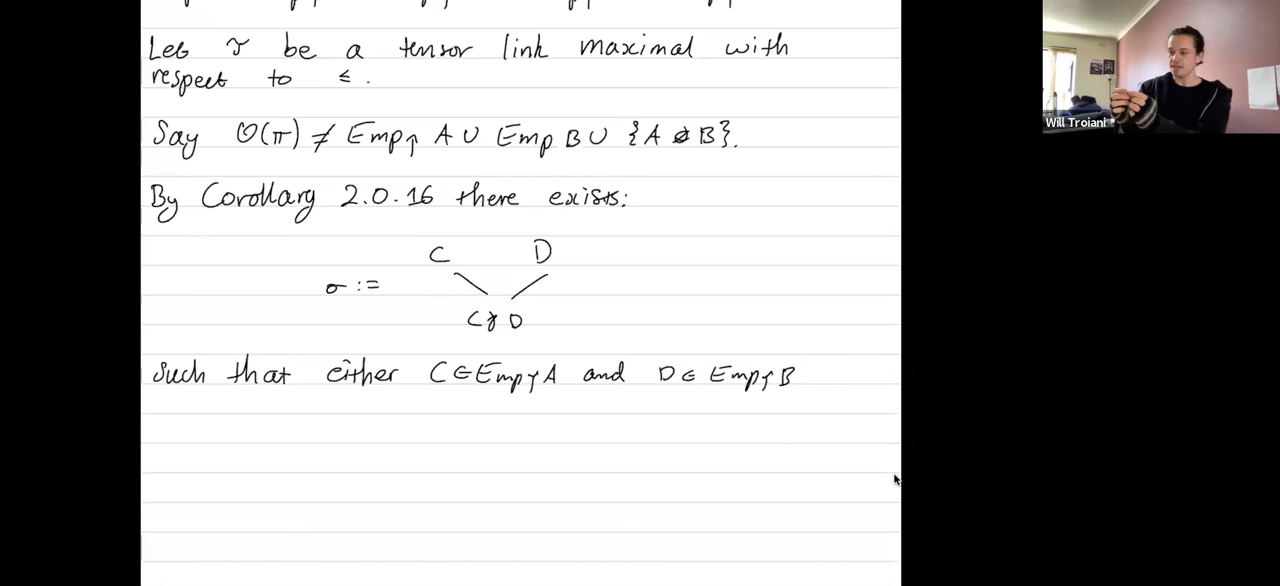 Let τ be a tensor link maximal with
respect to ≤.
Say O(π) ≠ Emp↑ A ∪ Emp B ∪ {A ⊗ B}.
By Corollary 2.0.16 there exists:
C D
σ :=
C ⅋ D
Such that either C ∈ Emp↑A and D ∈ Emp↑B
Will Troiani